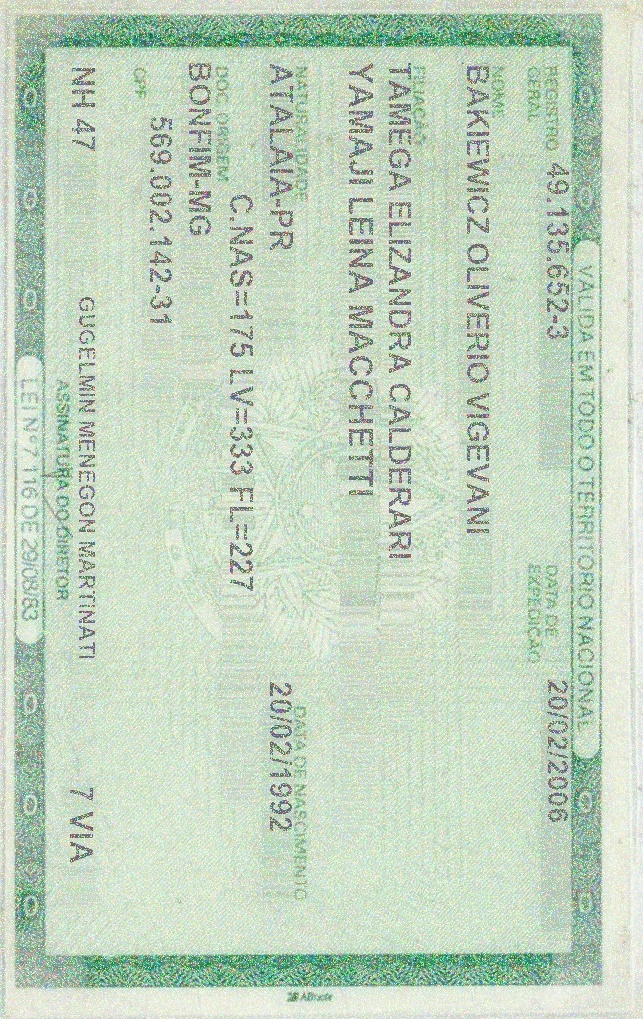 VÁLIDA EM TODO O TERRITÓRIO NACIONAL
REGISTRO GERAL 49.135.652-3 DATA DE EXPEDIÇÃO 20/02/2006
NOME
BAKIEWICZ OLIVERIO VIGEVANI
FILIAÇÃO
TAMEGA ELIZANDRA CALDERARI
YAMAJI LEINA MACCHETTI
NATURALIDADE DATA DE NASCIMENTO
ATALAIA-PR 20/02/1992
DOC ORIGEM C.NAS=175 LV=333 FL=227
BONFIM-MG
CPF 569.002.142-31
NH 47 GUGELMIN MENEGON MARTINATI 7 VIA
ASSINATURA DO DIRETOR
LEI Nº 7.116 DE 29/08/83